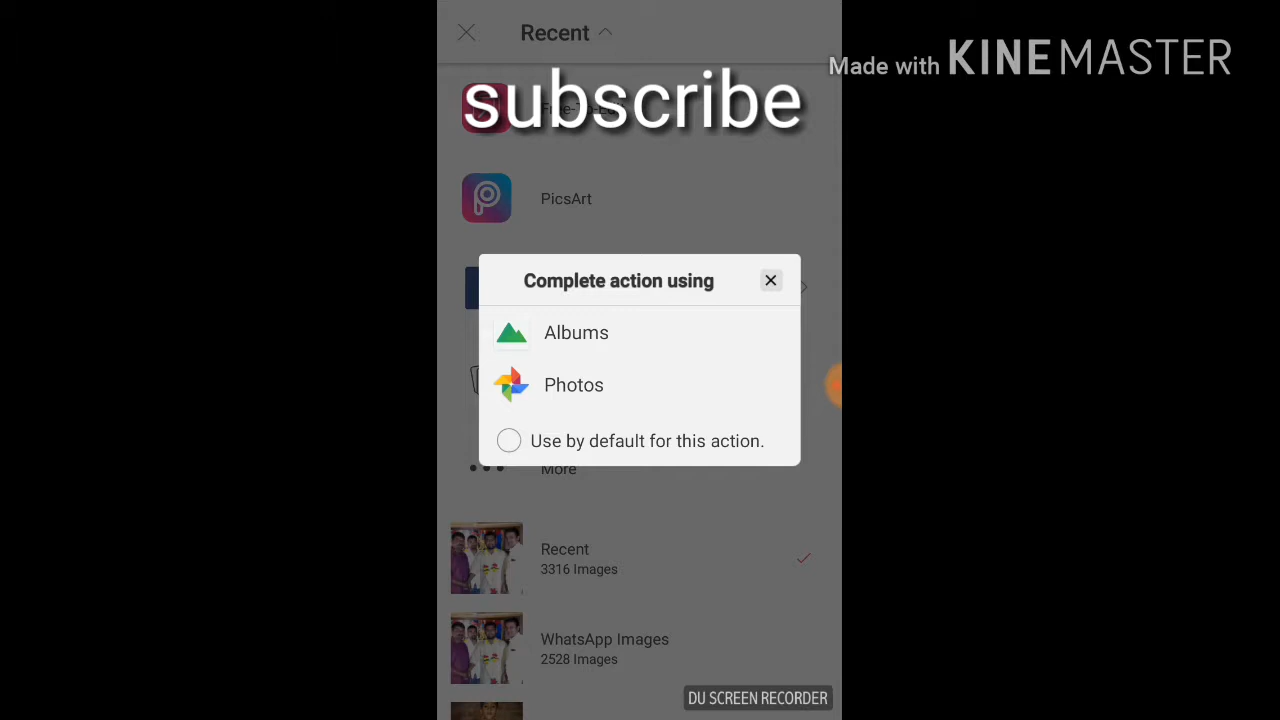 Recent
Made with KINEMASTER
subscribe
PicsArt
Complete action using
Albums
Photos
Use by default for this action.
More
Recent
3316 Images
WhatsApp Images
2528 Images
DU SCREEN RECORDER